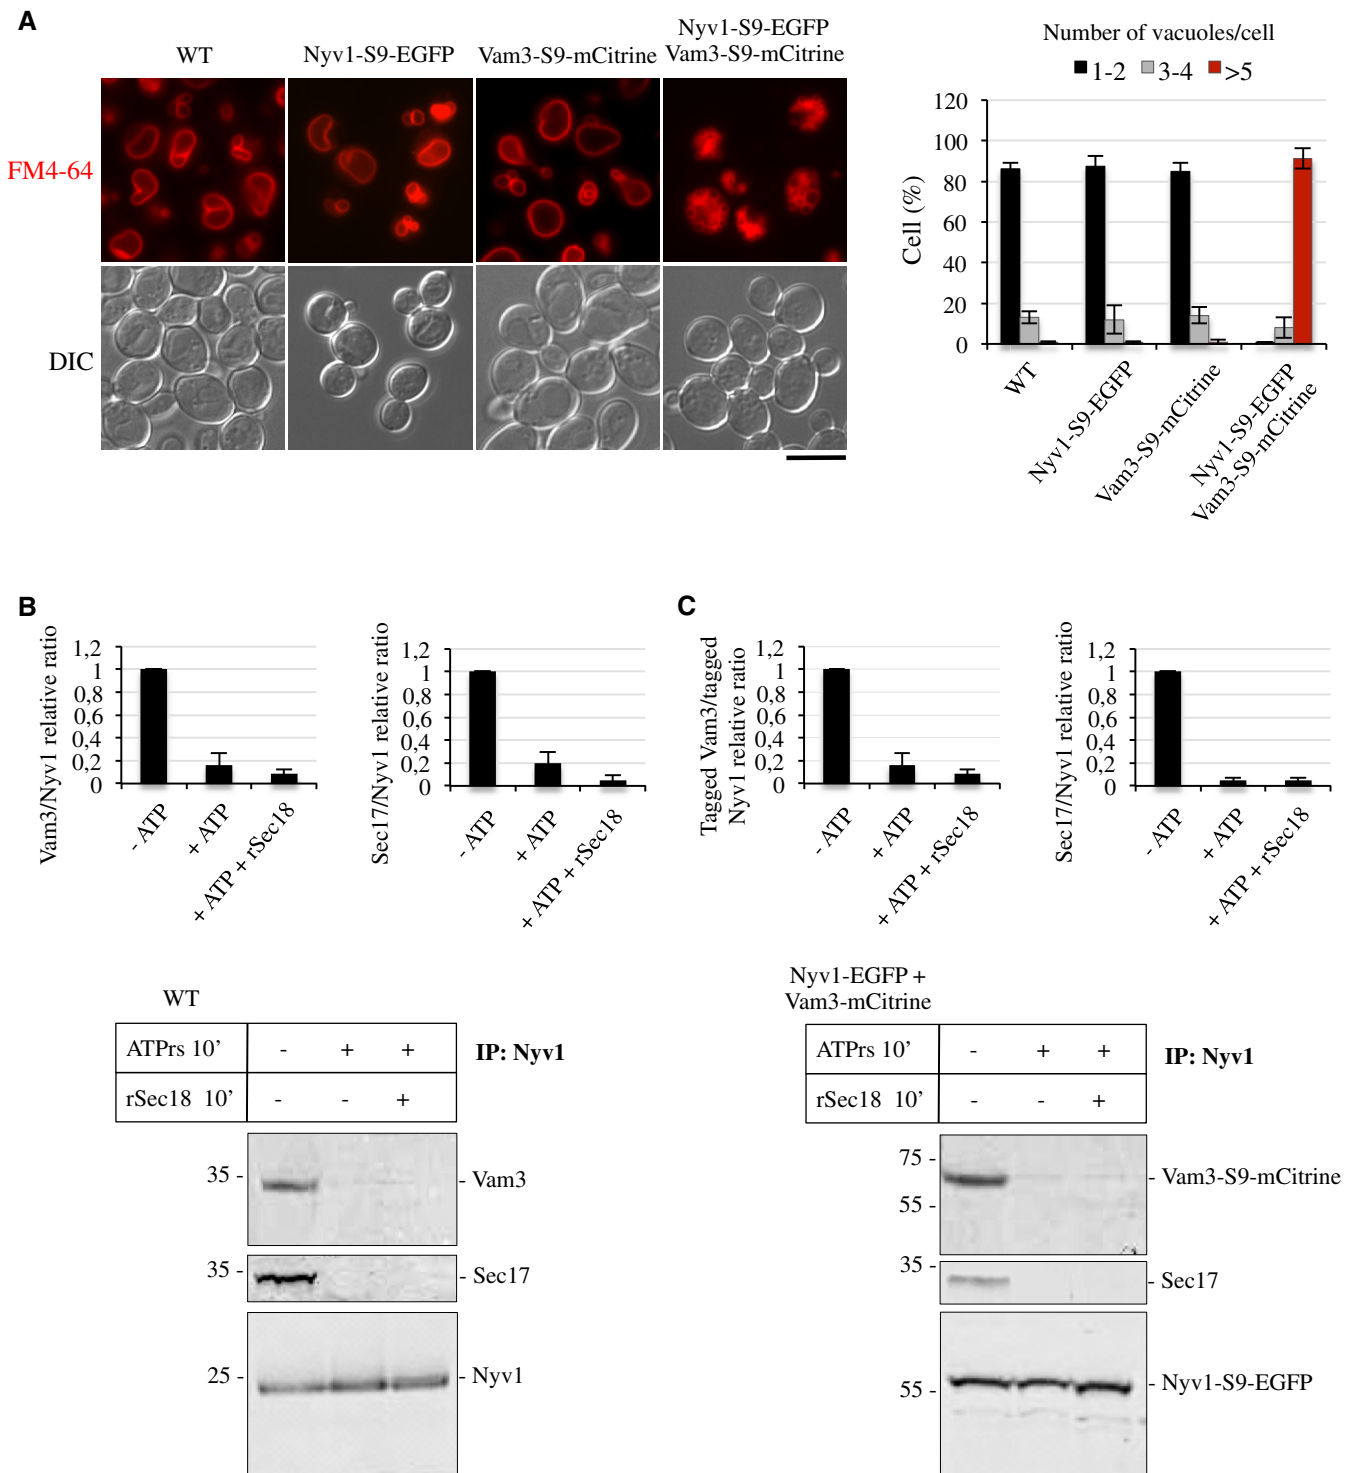 A
WT
Nyv1-S9-EGFP
Vam3-S9-mCitrine
Nyv1-S9-EGFP
Vam3-S9-mCitrine
FM4-64
DIC
Number of vacuoles/cell
1-2 3-4 >5
Cell (%)
120
100
80
60
40
20
0
WT
Nyv1-S9-EGFP
Vam3-S9-mCitrine
Nyv1-S9-EGFP
Vam3-S9-mCitrine
B
Vam3/Nyv1 relative ratio
1,2
1
0,8
0,6
0,4
0,2
0
- ATP
+ ATP
+ ATP + rSec18
Sec17/Nyv1 relative ratio
1,2
1
0,8
0,6
0,4
0,2
0
- ATP
+ ATP
+ ATP + rSec18
WT
ATPrs 10’ - + +
rSec18 10’ - - +
IP: Nyv1
35 -
- Vam3
35 -
- Sec17
25 -
- Nyv1
C
Tagged Vam3/tagged
Nyv1 relative ratio
1,2
1
0,8
0,6
0,4
0,2
0
- ATP
+ ATP
+ ATP + rSec18
Sec17/Nyv1 relative ratio
1,2
1
0,8
0,6
0,4
0,2
0
- ATP
+ ATP
+ ATP + rSec18
Nyv1-EGFP +
Vam3-mCitrine
ATPrs 10’ - + +
rSec18 10’ - - +
IP: Nyv1
75 -
- Vam3-S9-mCitrine
55 -
35 -
- Sec17
- Nyv1-S9-EGFP
55 -